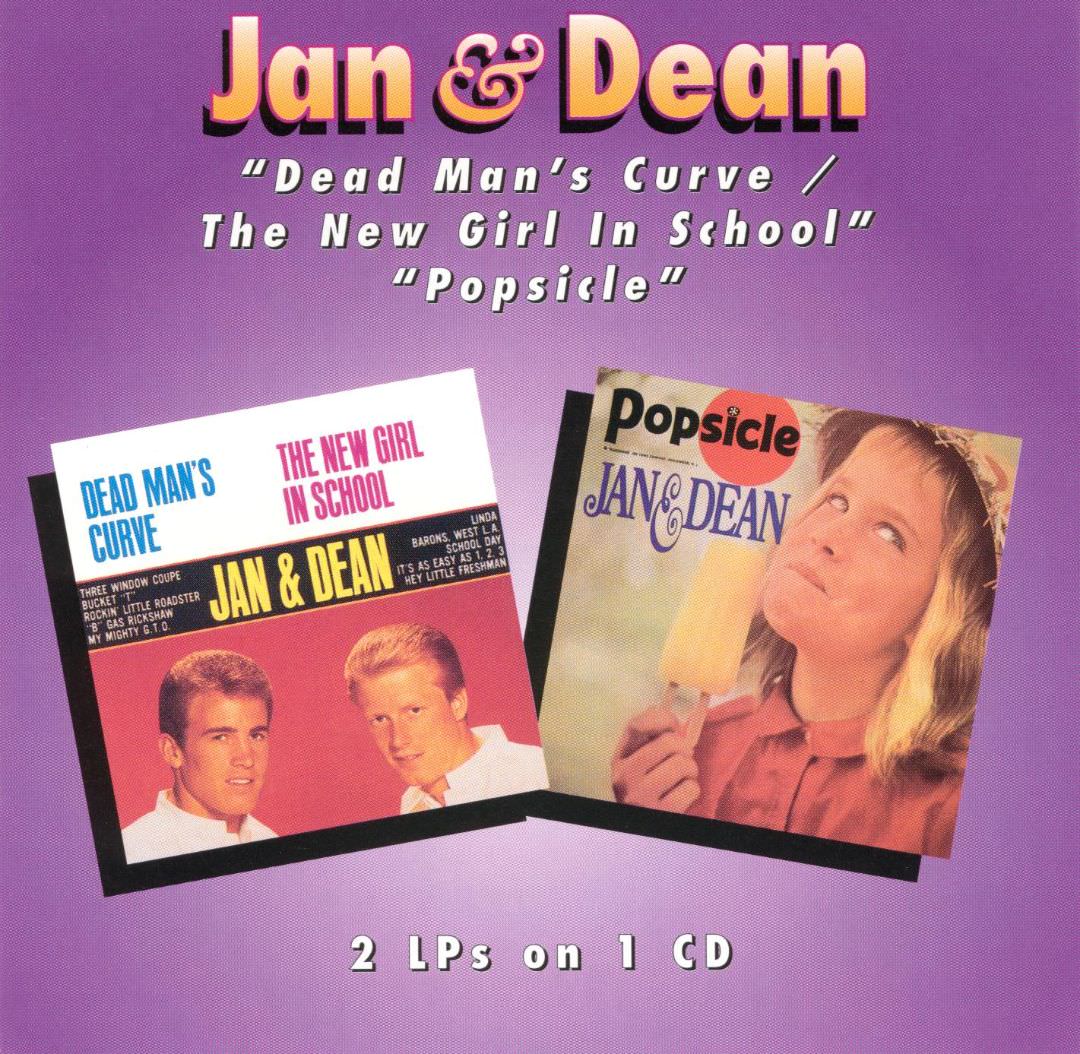 Jan & Dean
"Dead Man's Curve /
The New Girl In School"
"Popsicle"
DEAD MAN'S
CURVE
THE NEW GIRL
IN SCHOOL
THREE WINDOW COUPE
BUCKET "T"
ROCKIN' LITTLE ROADSTER
"B" GAS RICKSHAW
MY MIGHTY G.T.O.
JAN & DEAN
LINDA
BARONS, WEST L.A.
SCHOOL DAY
IT'S AS EASY AS 1, 2, 3
HEY LITTLE FRESHMAN
Popsicle
JAN & DEAN
2 LPs on 1 CD